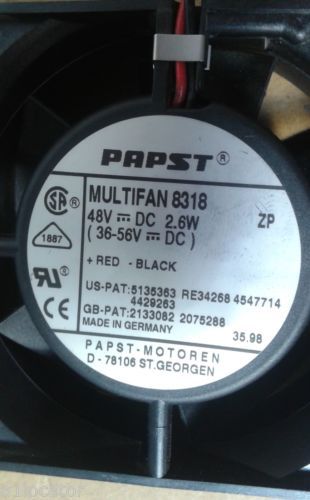 PAPST®
MULTIFAN 8318
48V ⎓ DC 2.6W ZP
( 36-56V ⎓ DC )
SA ®
1887
+ RED - BLACK
US-PAT:5135363 RE34268 4547714
4429263
GB-PAT:2133082 2075288
MADE IN GERMANY 35.98
PAPST-MOTOREN
D - 78106 ST.GEORGEN